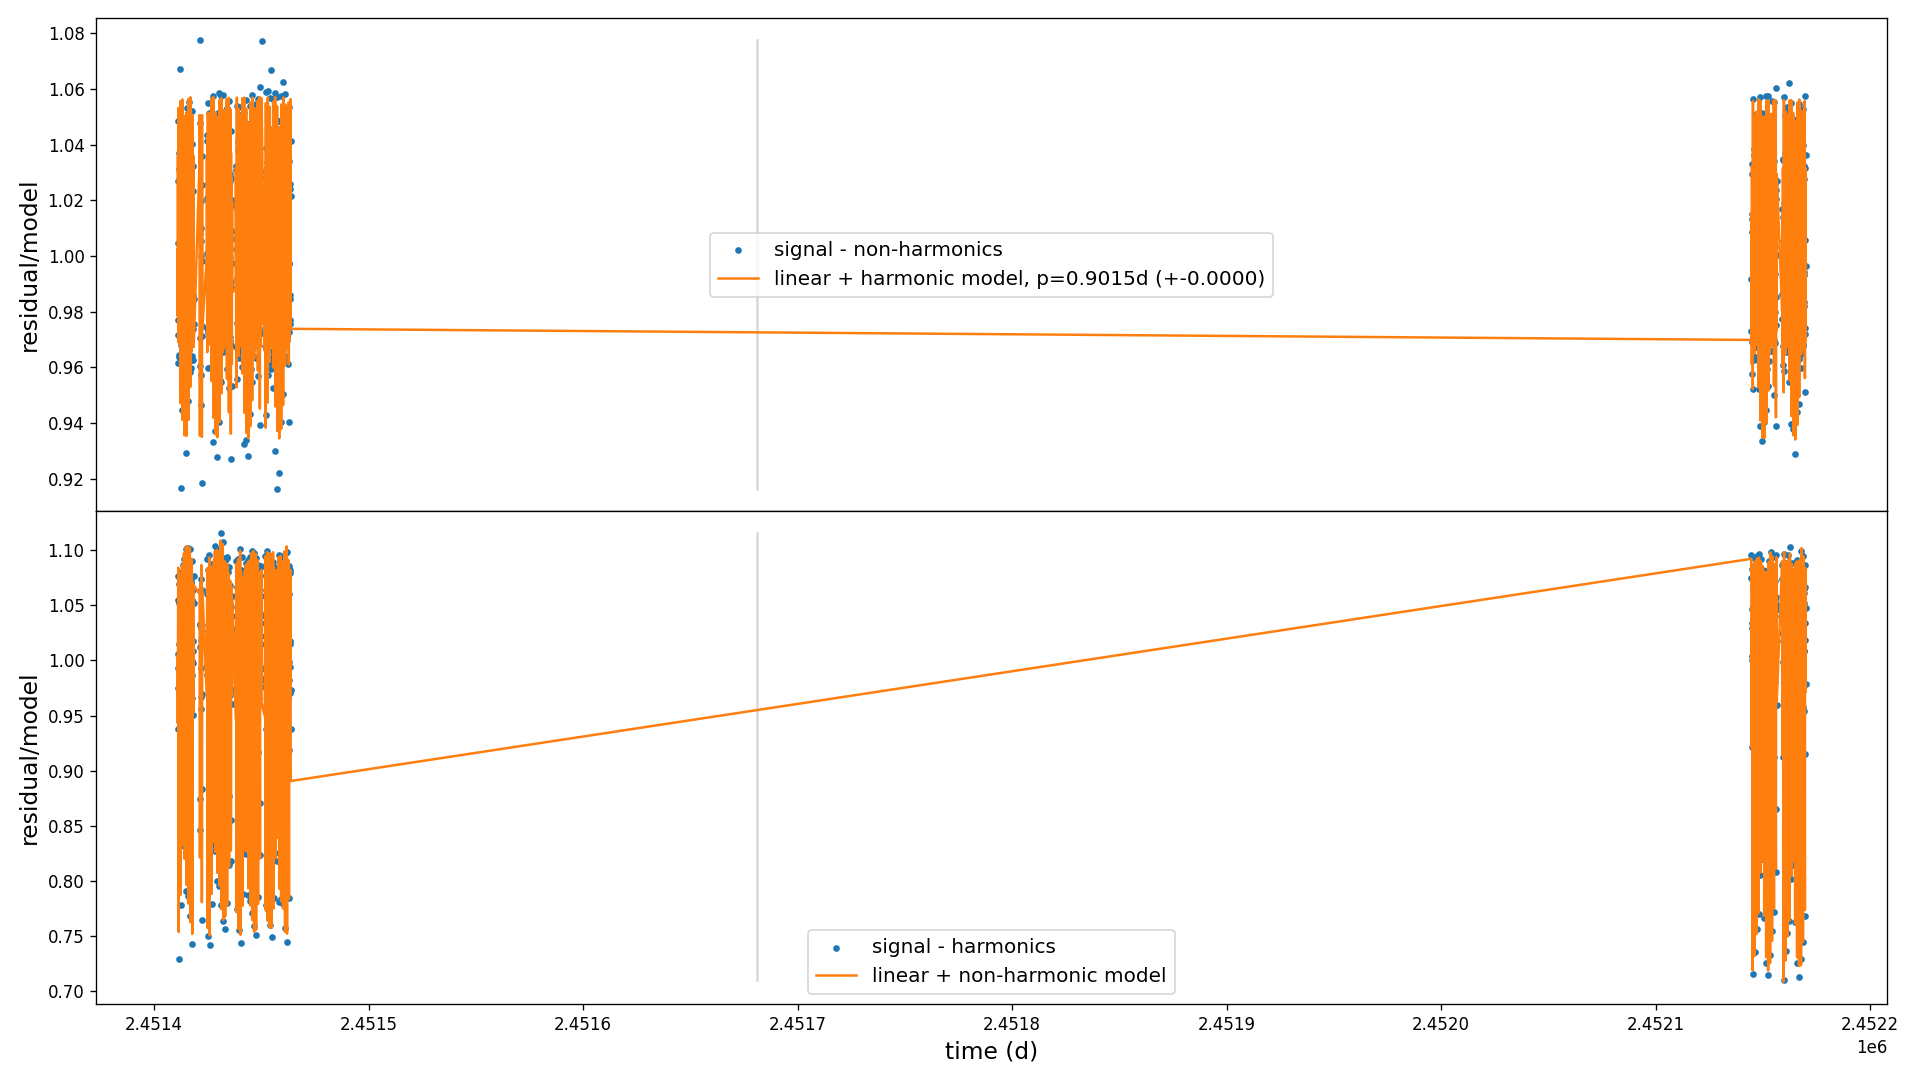 1.08
1.06
1.04
1.02
1.00
0.98
0.96
0.94
0.92
residual/model
signal - non-harmonics
linear + harmonic model, p=0.9015d (+-0.0000)
1.10
1.05
1.00
0.95
0.90
0.85
0.80
0.75
0.70
residual/model
signal - harmonics
linear + non-harmonic model
2.4514 2.4515 2.4516 2.4517 2.4518 2.4519 2.4520 2.4521 2.4522
1e6
time (d)